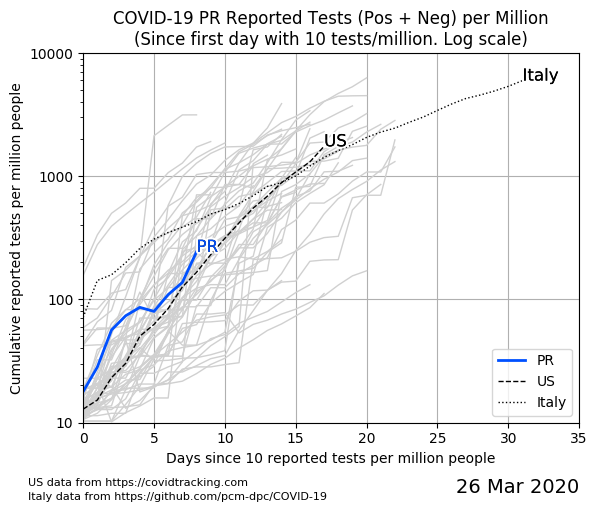 COVID-19 PR Reported Tests (Pos + Neg) per Million
(Since first day with 10 tests/million. Log scale)
Cumulative reported tests per million people
10000
1000
100
10
Italy
US
PR
PR
US
Italy
0 5 10 15 20 25 30 35
Days since 10 reported tests per million people
US data from https://covidtracking.com
Italy data from https://github.com/pcm-dpc/COVID-19
26 Mar 2020